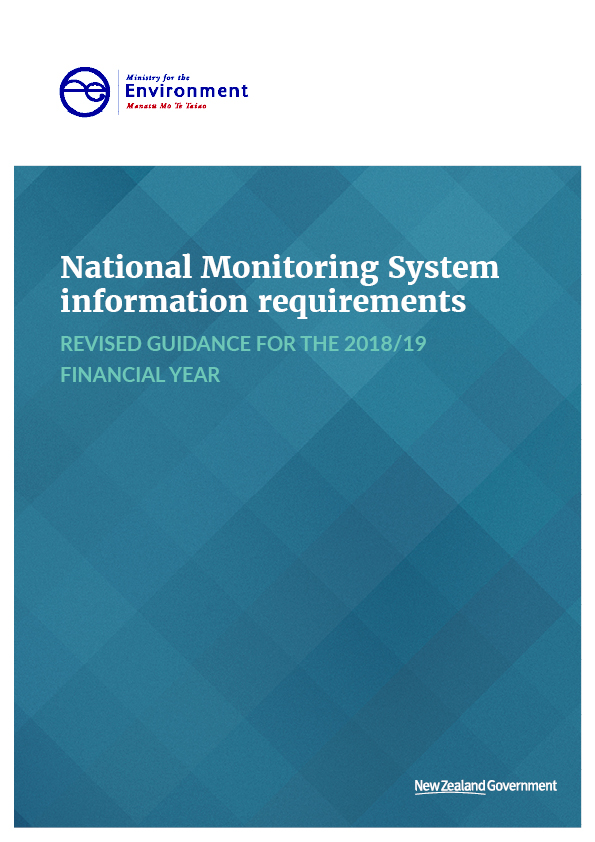 Ministry for the
Environment
Manatū Mō Te Taiao
National Monitoring System
information requirements
REVISED GUIDANCE FOR THE 2018/19
FINANCIAL YEAR
New Zealand Government